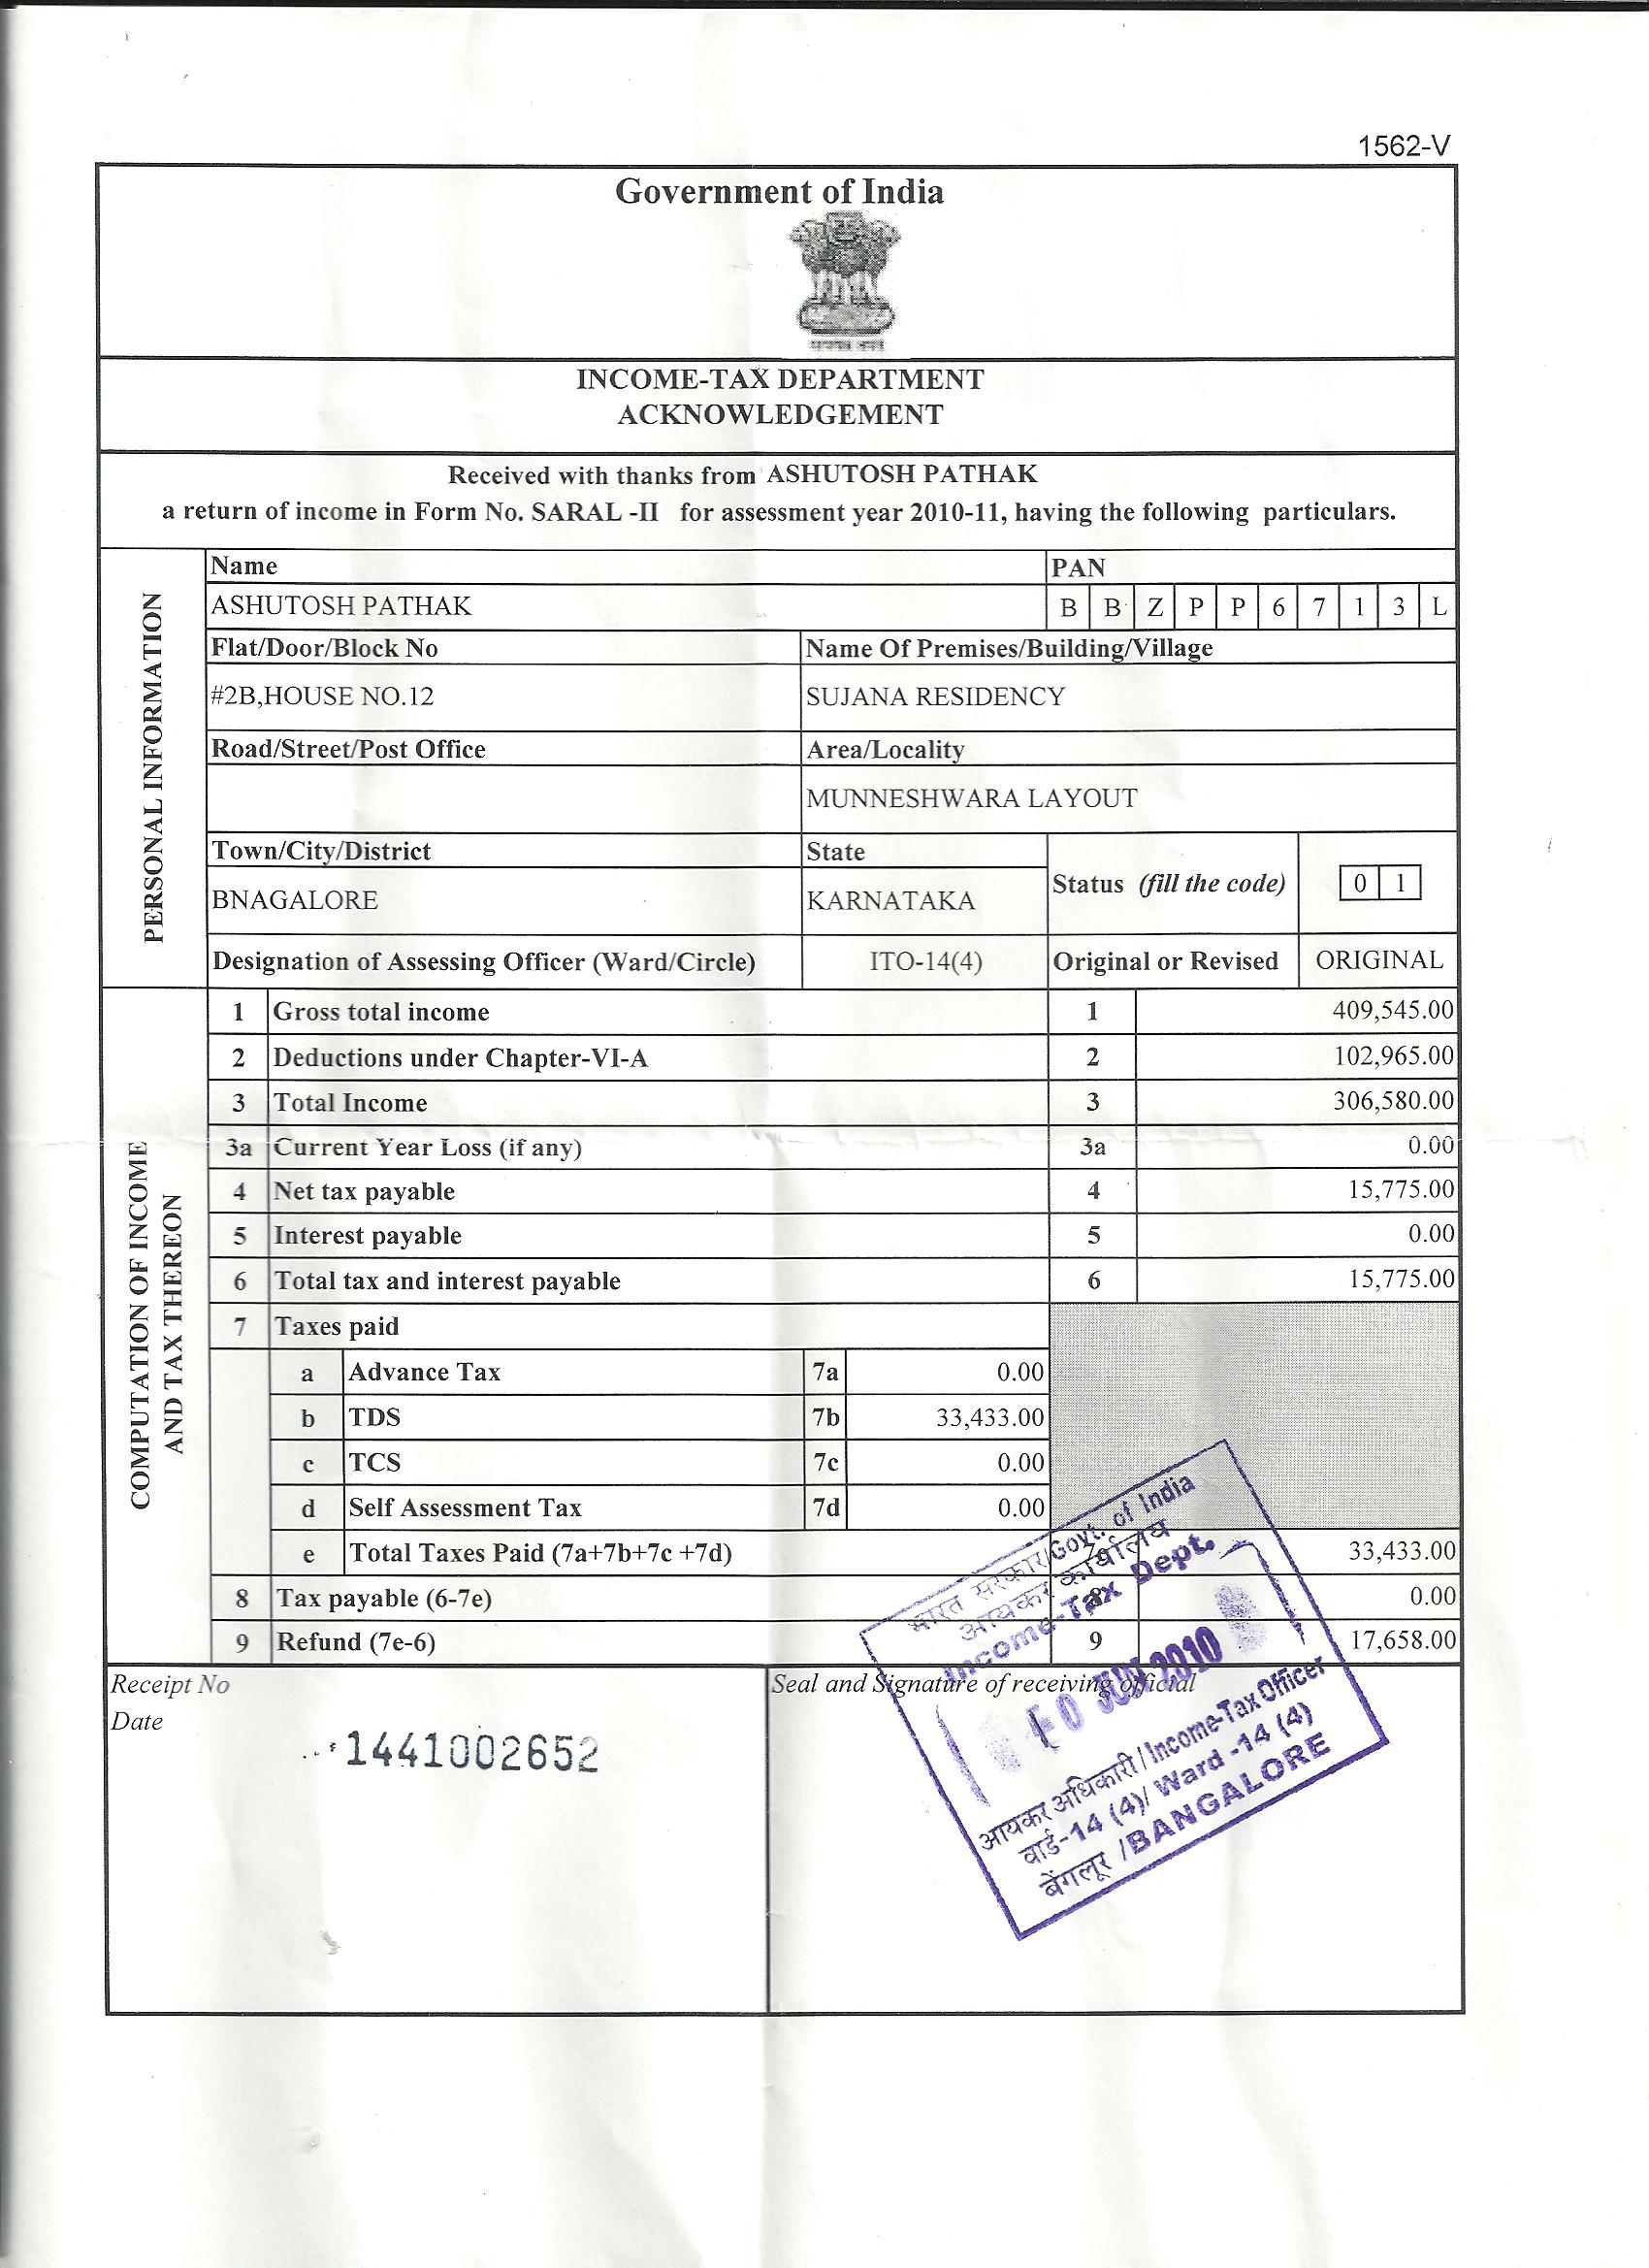 1562-V
Government of India
INCOME-TAX DEPARTMENT
ACKNOWLEDGEMENT
Received with thanks from ASHUTOSH PATHAK
a return of income in Form No. SARAL -II for assessment year 2010-11, having the following particulars.
PERSONAL INFORMATION
Name PAN
ASHUTOSH PATHAK B B Z P P 6 7 1 3 L
Flat/Door/Block No Name Of Premises/Building/Village
#2B,HOUSE NO.12 SUJANA RESIDENCY
Road/Street/Post Office Area/Locality
MUNNESHWARA LAYOUT
Town/City/District State
Status (fill the code) 0 1
BNAGALORE KARNATAKA
Designation of Assessing Officer (Ward/Circle) ITO-14(4) Original or Revised ORIGINAL
COMPUTATION OF INCOME
AND TAX THEREON
1 Gross total income 1 409,545.00
2 Deductions under Chapter-VI-A 2 102,965.00
3 Total Income 3 306,580.00
3a Current Year Loss (if any) 3a 0.00
4 Net tax payable 4 15,775.00
5 Interest payable 5 0.00
6 Total tax and interest payable 6 15,775.00
7 Taxes paid
a Advance Tax 7a 0.00
b TDS 7b 33,433.00
c TCS 7c 0.00
d Self Assessment Tax 7d 0.00
e Total Taxes Paid (7a+7b+7c +7d) 7e 33,433.00
8 Tax payable (6-7e) 8 0.00
9 Refund (7e-6) 9 17,658.00
Receipt No
Date
1441002652
Seal and Signature of receiving official
भारत सरकार/Govt. of India
आयकर कार्यालय
Income-Tax Dept.
JUN 2010
आयकर अधिकारी/Income-Tax Officer
वार्ड-14 (4)/ Ward -14 (4)
बेंगलूर /BANGALORE